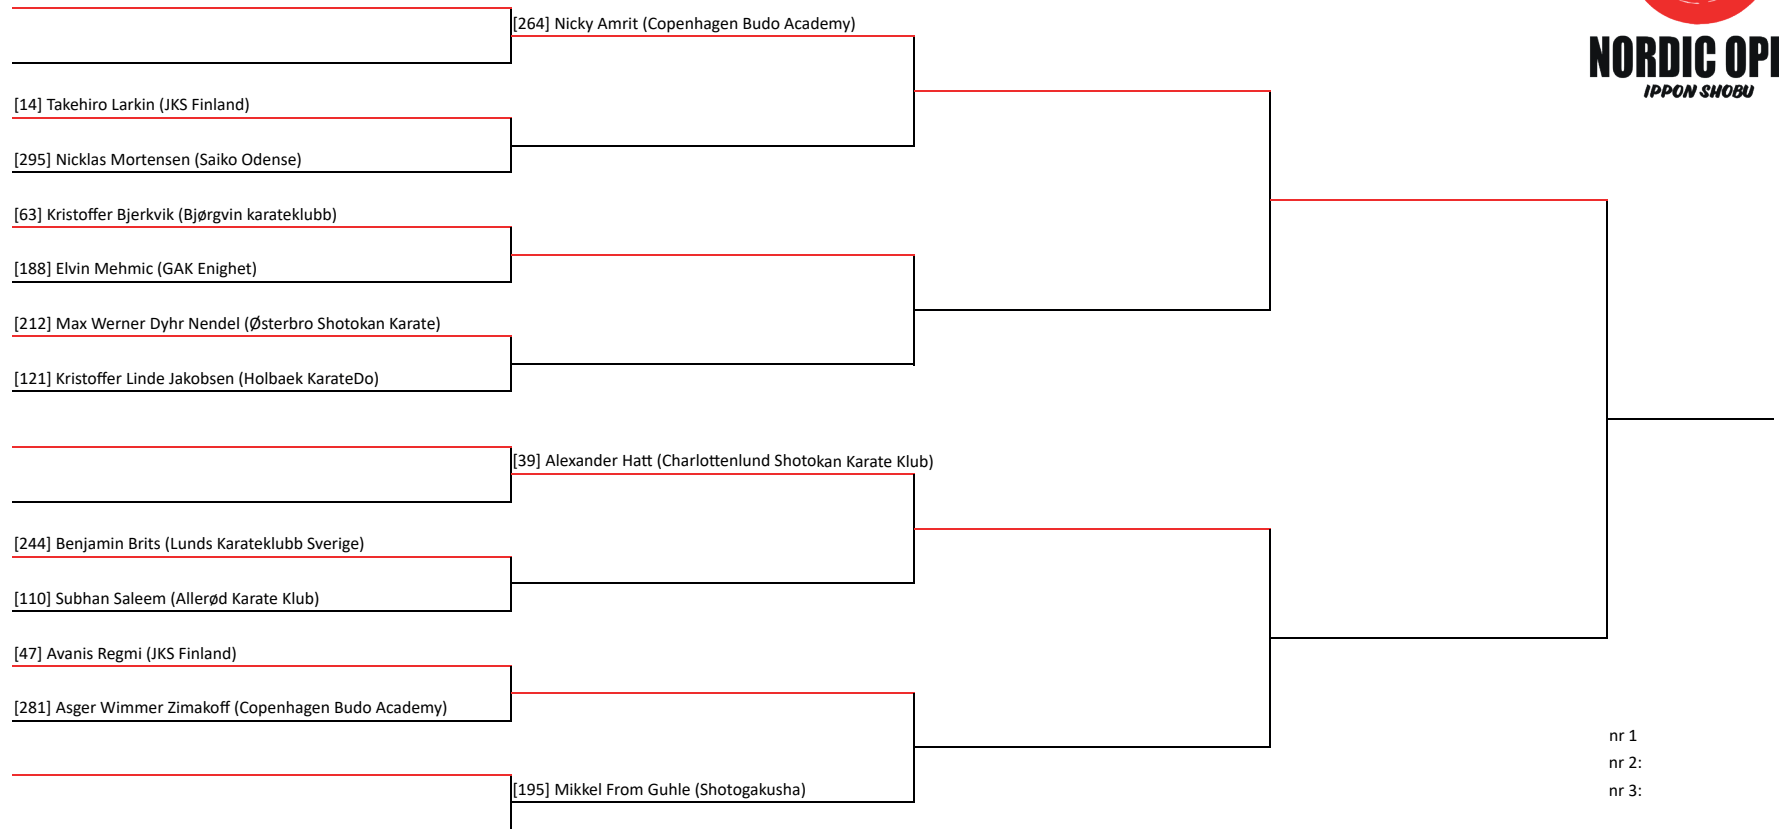 [264] Nicky Amrit (Copenhagen Budo Academy)
NORDIC OP
IPPON SHOBU
[14] Takehiro Larkin (JKS Finland)
[295] Nicklas Mortensen (Saiko Odense)
[63] Kristoffer Bjerkvik (Bjørgvin karateklubb)
[188] Elvin Mehmic (GAK Enighet)
[212] Max Werner Dyhr Nendel (Østerbro Shotokan Karate)
[121] Kristoffer Linde Jakobsen (Holbaek KarateDo)
[39] Alexander Hatt (Charlottenlund Shotokan Karate Klub)
[244] Benjamin Brits (Lunds Karateklubb Sverige)
[110] Subhan Saleem (Allerød Karate Klub)
[47] Avanis Regmi (JKS Finland)
[281] Asger Wimmer Zimakoff (Copenhagen Budo Academy)
nr 1
nr 2:
[195] Mikkel From Guhle (Shotogakusha)
nr 3: